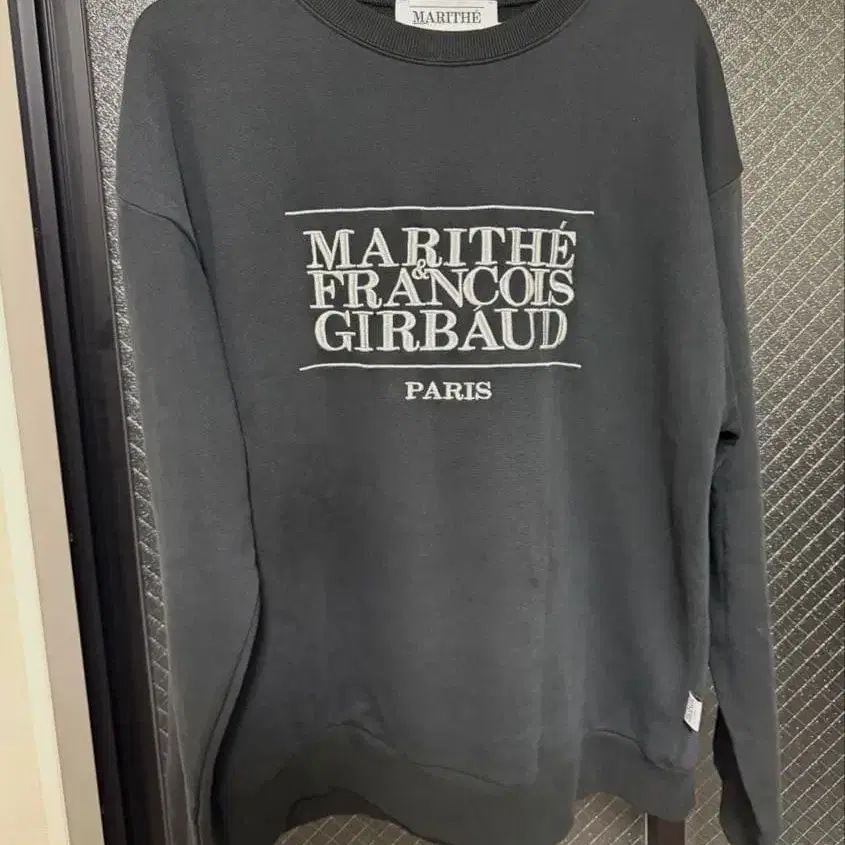 MARITHÉ
MARITHÉ
&
FRANCOIS
GIRBAUD
PARIS